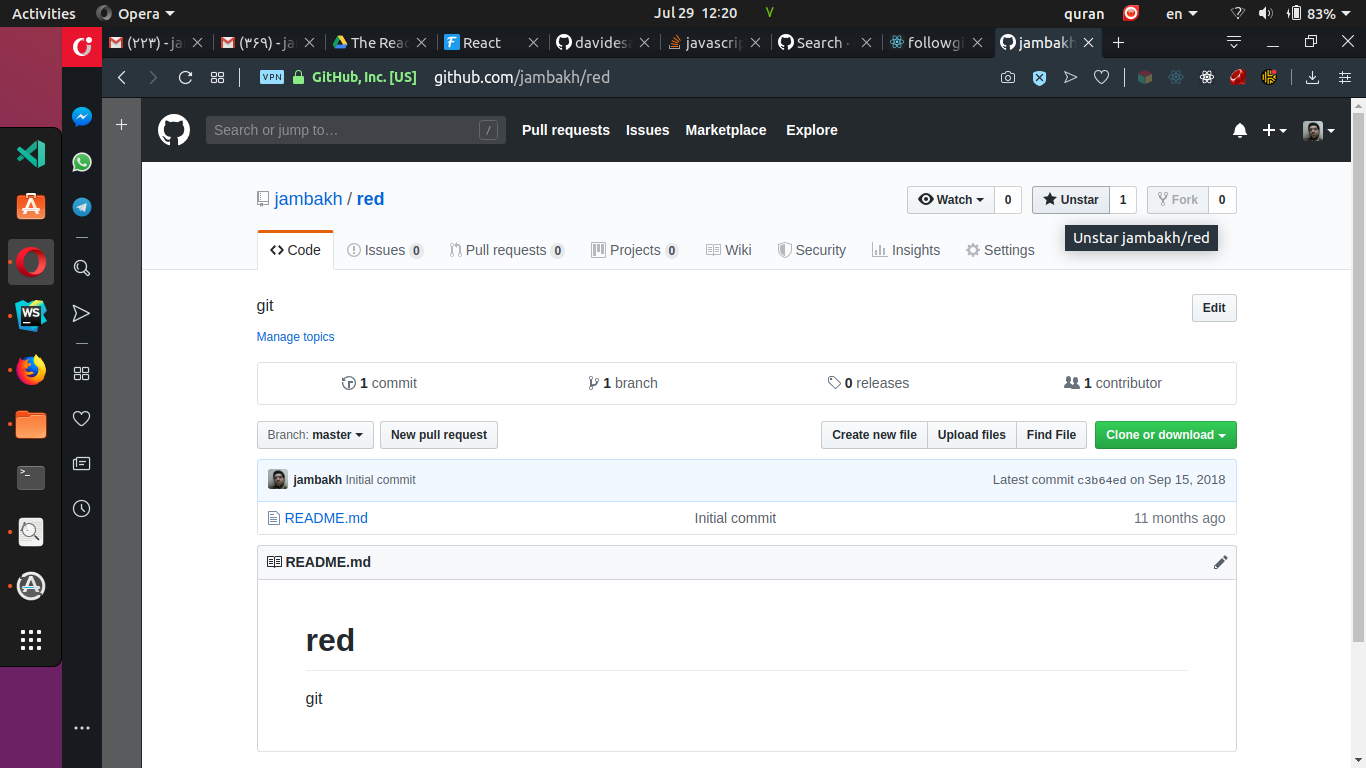 Activities Opera Jul 29 12:20 V quran en 83%
(۲۲۳) - ja (۳۶۹) - ja The Rea React davides javascrip Search · followgi jambakh
VPN GitHub, Inc. [US] github.com/jambakh/red
Search or jump to… / Pull requests Issues Marketplace Explore
jambakh / red Watch 0 Unstar 1 Fork 0
Unstar jambakh/red
Code Issues 0 Pull requests 0 Projects 0 Wiki Security Insights Settings
git Edit
Manage topics
1 commit 1 branch 0 releases 1 contributor
Branch: master New pull request Create new file Upload files Find File Clone or download
jambakh Initial commit Latest commit c3b64ed on Sep 15, 2018
README.md Initial commit 11 months ago
README.md
red
git
WS